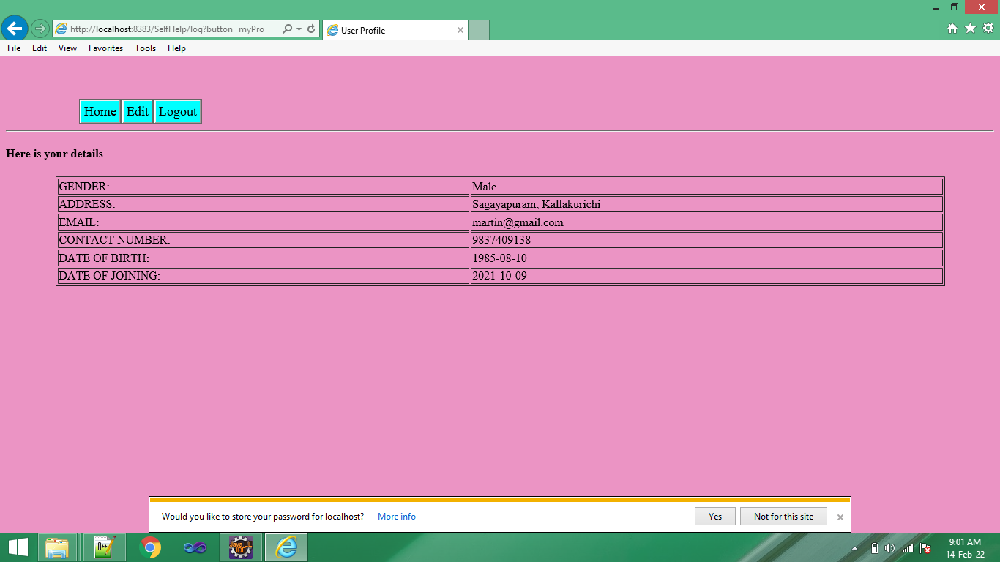 http://localhost:8383/SelfHelp/log?button=myPro
User Profile
File Edit View Favorites Tools Help
Home Edit Logout
Here is your details
GENDER: Male
ADDRESS: Sagayapuram, Kallakurichi
EMAIL: martin@gmail.com
CONTACT NUMBER: 9837409138
DATE OF BIRTH: 1985-08-10
DATE OF JOINING: 2021-10-09
Would you like to store your password for localhost? More info Yes Not for this site
Java EE
IDE
9:01 AM
14-Feb-22